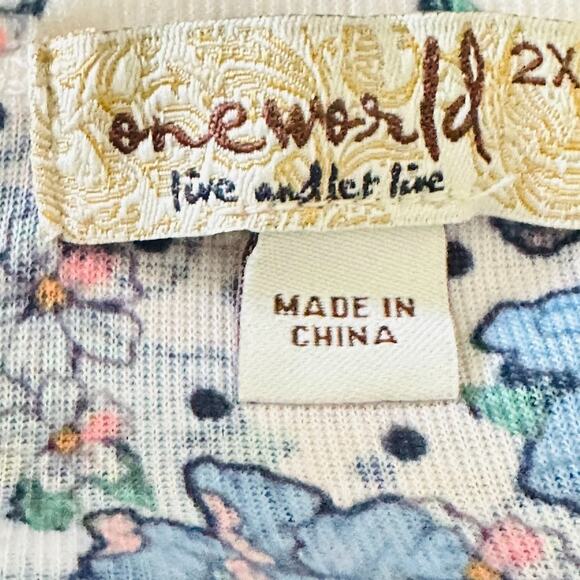 oneworld 2X
live and let live
MADE IN
CHINA